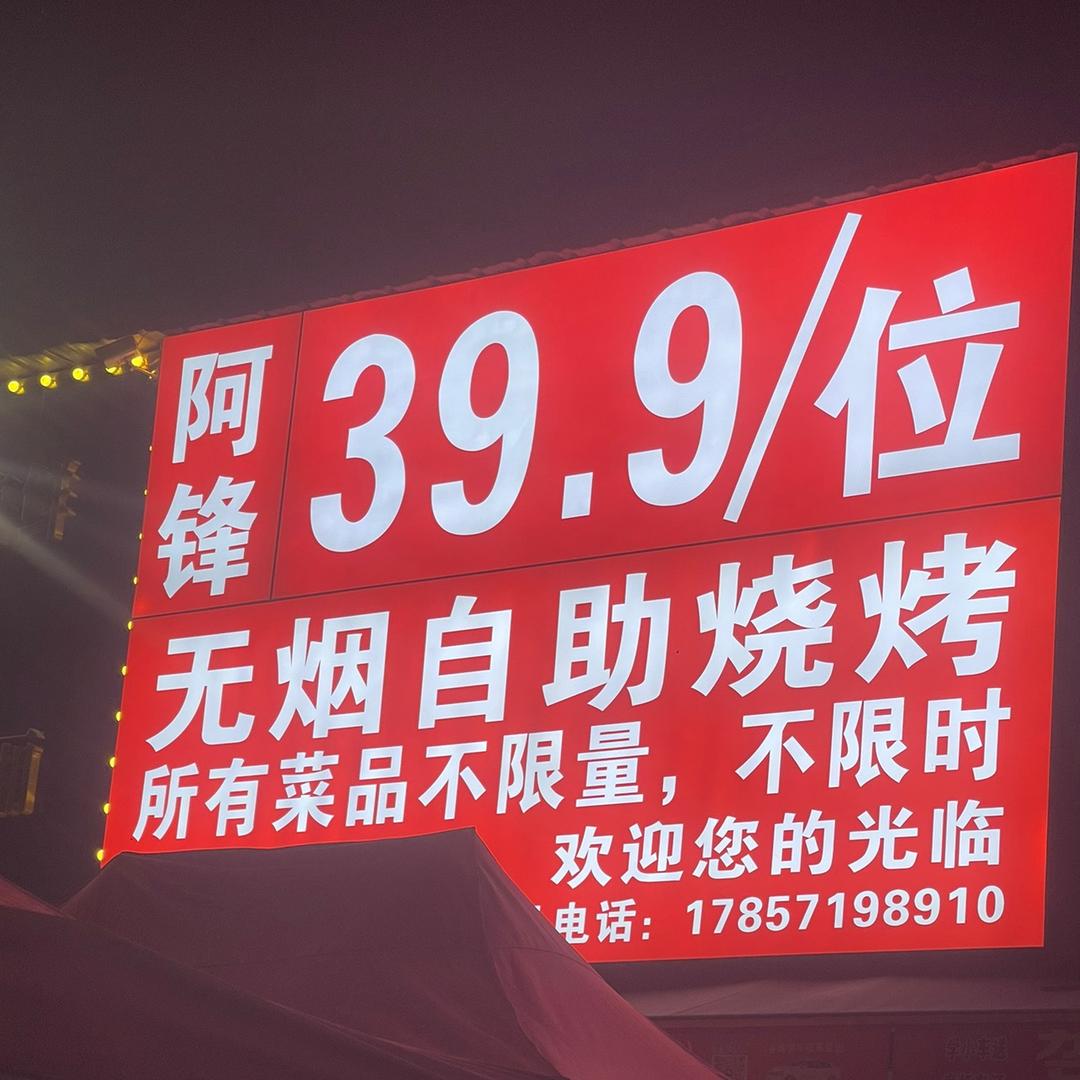 阿锋
39.9/位
无烟自助烧烤
所有菜品不限量，不限时
欢迎您的光临
电话：17857198910